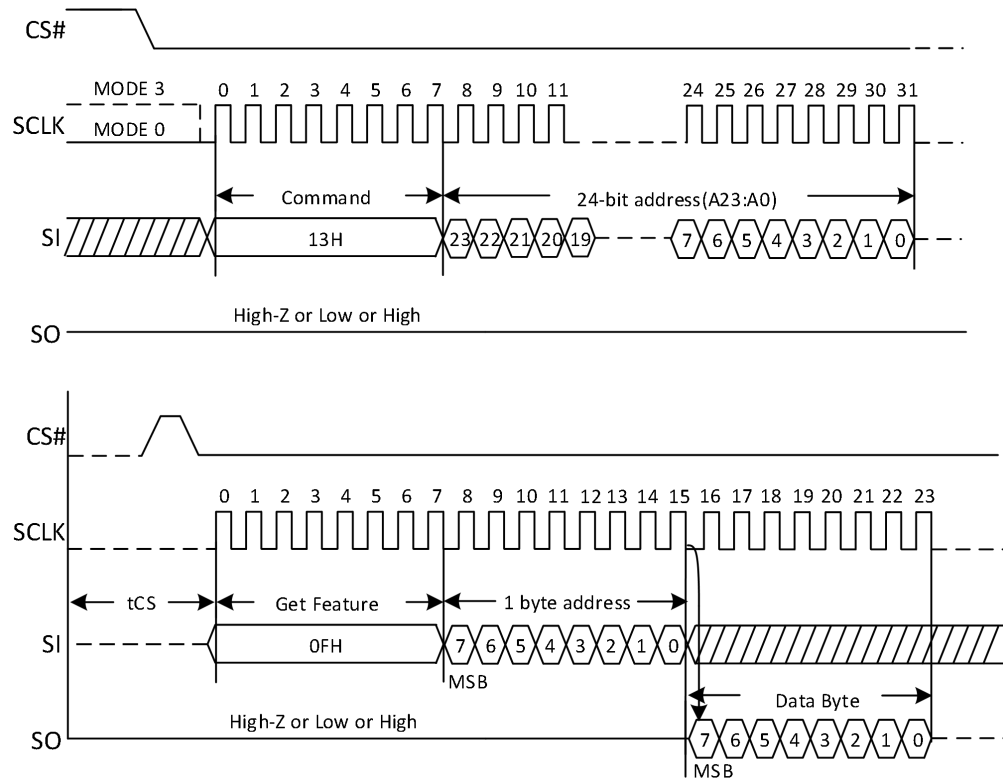 CS#
MODE 3
0 1 2 3 4 5 6 7 8 9 10 11 24 25 26 27 28 29 30 31
SCLK
MODE 0
Command
24-bit address(A23:A0)
SI
13H
23 22 21 20 19 7 6 5 4 3 2 1 0
High-Z or Low or High
SO
CS#
0 1 2 3 4 5 6 7 8 9 10 11 12 13 14 15 16 17 18 19 20 21 22 23
SCLK
tCS
Get Feature
1 byte address
SI
0FH
7 6 5 4 3 2 1 0
MSB
Data Byte
High-Z or Low or High
SO
7 6 5 4 3 2 1 0
MSB